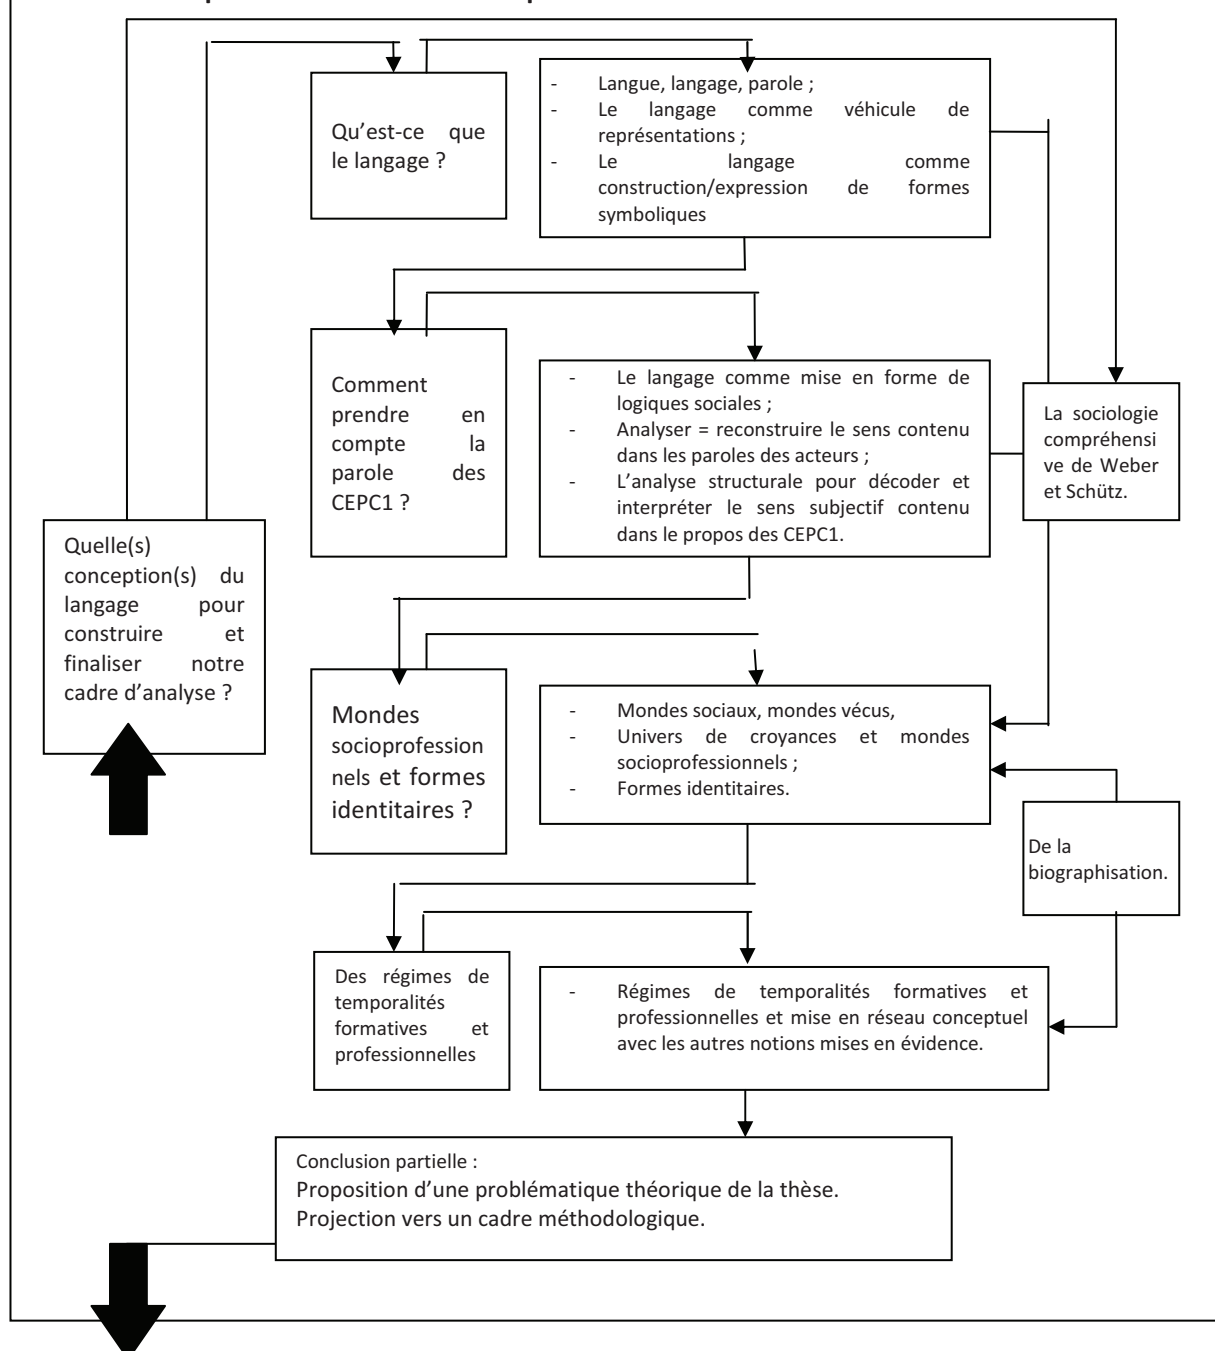 Qu’est-ce que
le langage ?
- Langue, langage, parole ;
- Le langage comme véhicule de
représentations ;
- Le langage comme
construction/expression de formes
symboliques
Comment
prendre en
compte la
parole des
CEPC1 ?
- Le langage comme mise en forme de
logiques sociales ;
- Analyser = reconstruire le sens contenu
dans les paroles des acteurs ;
- L’analyse structurale pour décoder et
interpréter le sens subjectif contenu
dans le propos des CEPC1.
La sociologie
compréhensi
ve de Weber
et Schütz.
Quelle(s)
conception(s) du
langage pour
construire et
finaliser notre
cadre d’analyse ?
Mondes
socioprofession
nels et formes
identitaires ?
- Mondes sociaux, mondes vécus,
- Univers de croyances et mondes
socioprofessionnels ;
- Formes identitaires.
De la
biographisation.
Des régimes de
temporalités
formatives et
professionnelles
- Régimes de temporalités formatives et
professionnelles et mise en réseau conceptuel
avec les autres notions mises en évidence.
Conclusion partielle :
Proposition d’une problématique théorique de la thèse.
Projection vers un cadre méthodologique.